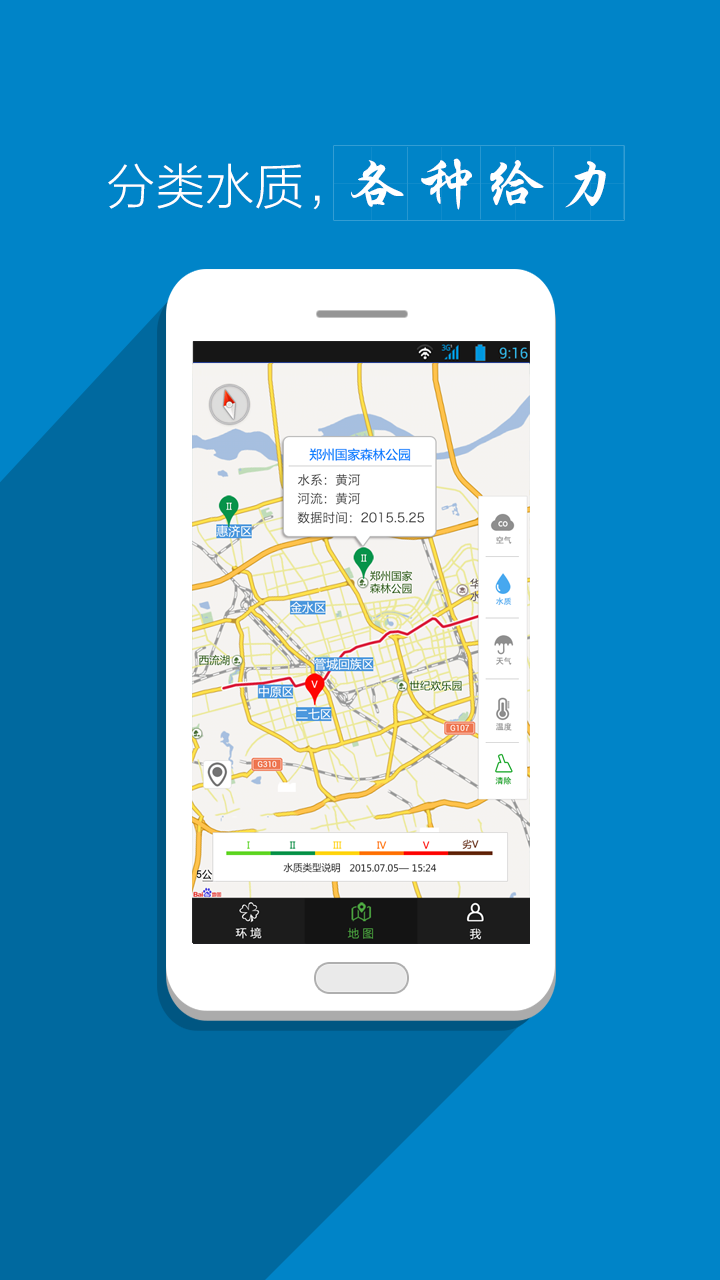 分类水质，各种给力
3G
9:16
郑州国家森林公园
水系：黄河
河流：黄河
数据时间：2015.5.25
II
惠济区
II
郑州国家
森林公园
CO
空气
水质
金水区
西流湖
管城回族区
天气
中原区
V
世纪欢乐园
二七区
G107
温度
G310
清除
I II III IV V 劣V
水质类型说明 2015.07.05— 15:24
5公
Bai
环境 地图 我